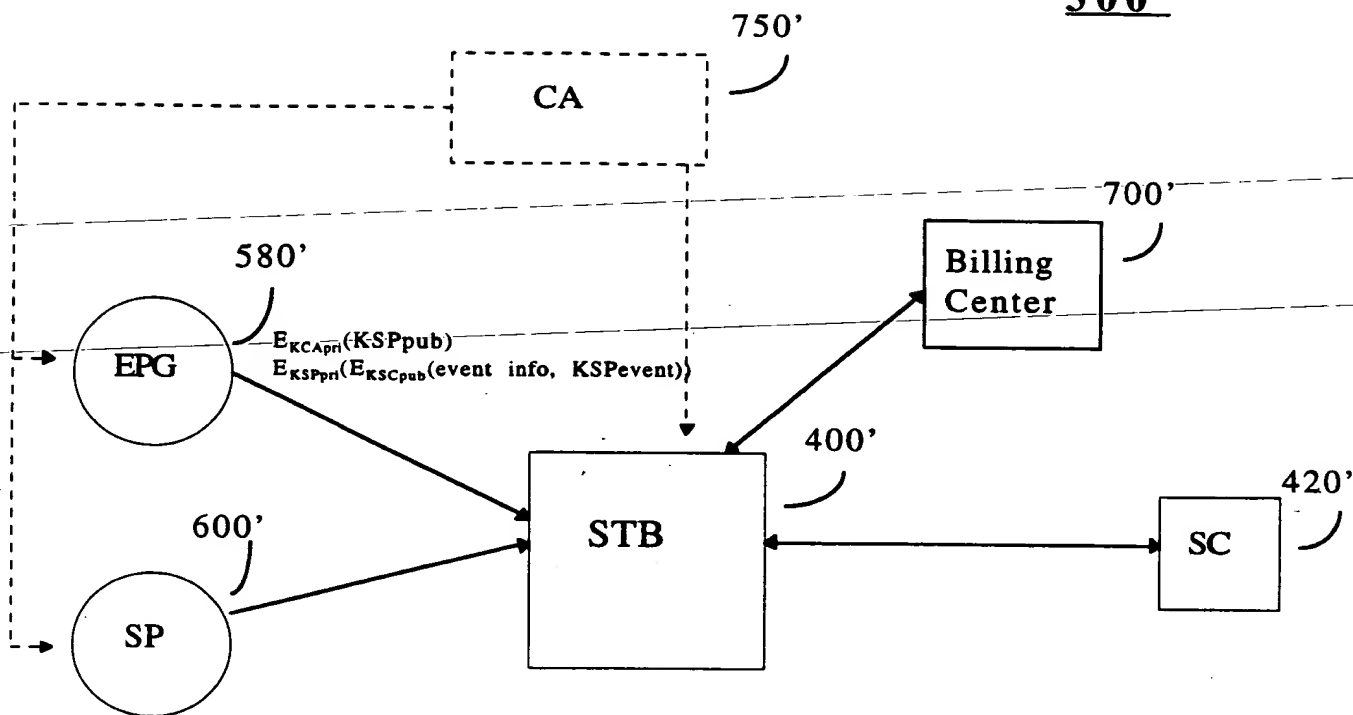 750’
CA
700’
Billing
Center
580’
E_KCApri(KSPpub)
E_KSPpri(E_KSCpub(event info, KSPevent))
EPG
400’
STB
420’
SC
600’
SP